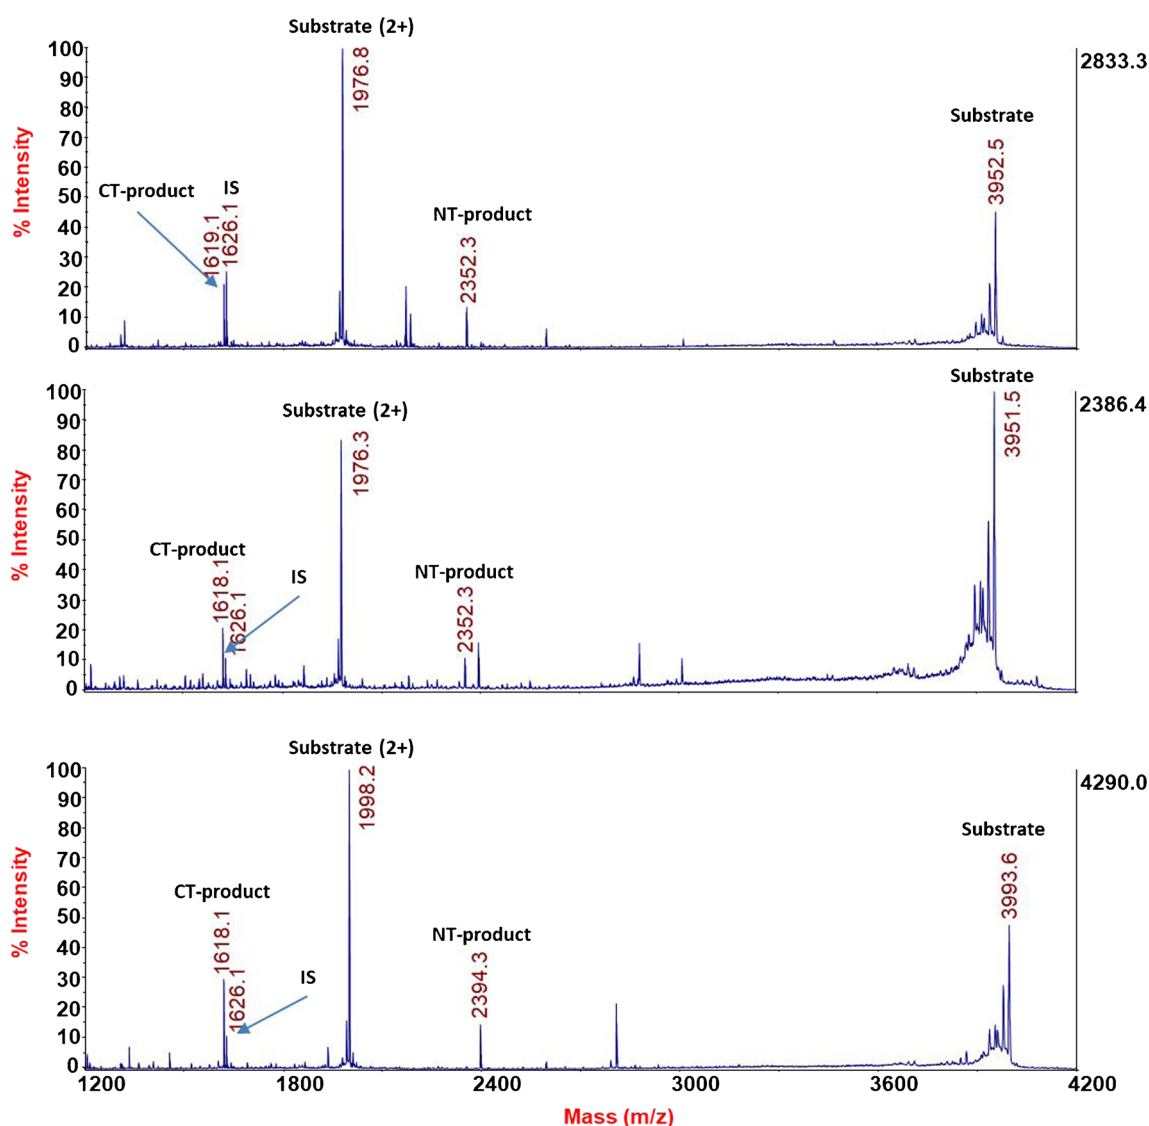 Substrate (2+)
100
90
80
70
60
50
40
30
20
10
0
% Intensity
CT-product
IS
1619.1
1626.1
1976.8
NT-product
2352.3
Substrate
3952.5
2833.3
Substrate
100
90
80
70
60
50
40
30
20
10
0
% Intensity
Substrate (2+)
1976.3
CT-product
1618.1
1626.1
IS
NT-product
2352.3
3951.5
2386.4
Substrate (2+)
100
90
80
70
60
50
40
30
20
10
0
% Intensity
1998.2
CT-product
1618.1
1626.1
IS
NT-product
2394.3
Substrate
3993.6
4290.0
1200 1800 2400 3000 3600 4200
Mass (m/z)